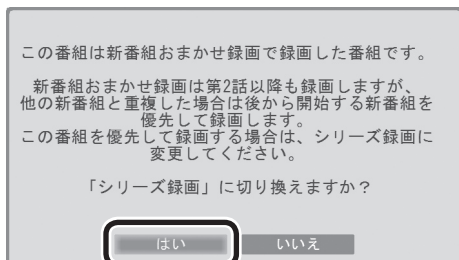 この番組は新番組おまかせ録画で録画した番組です。
新番組おまかせ録画は第2話以降も録画しますが、
他の新番組と重複した場合は後から開始する新番組を
優先して録画します。
この番組を優先して録画する場合は、シリーズ録画に
変更してください。
「シリーズ録画」に切り換えますか？
はい いいえ